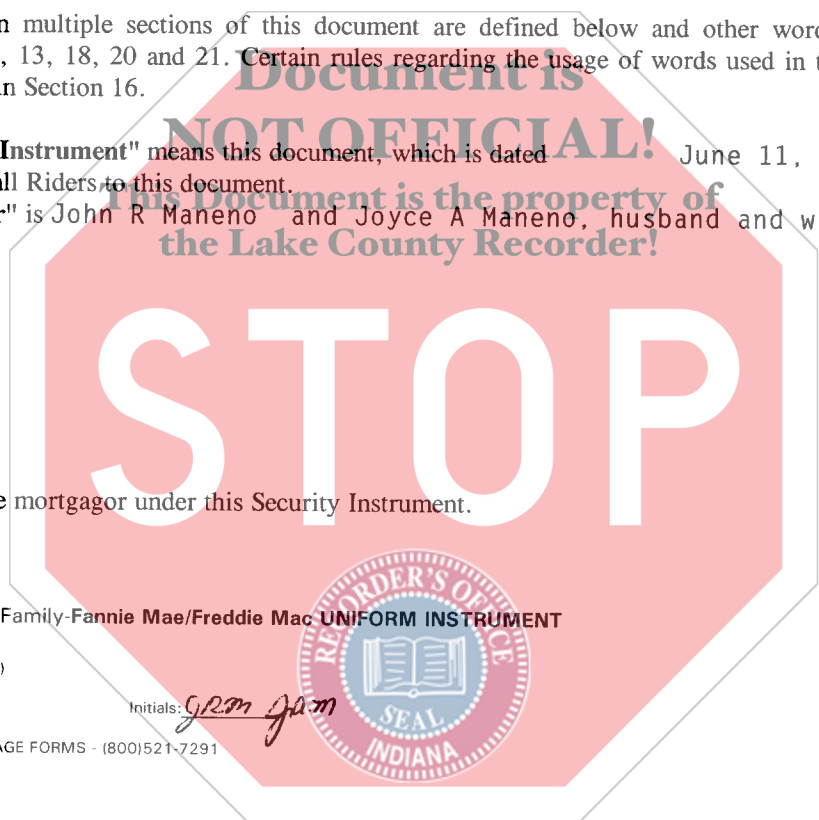 n multiple sections of this document are defined below and other word
, 13, 18, 20 and 21. Certain rules regarding the usage of words used in t
n Section 16.
Document is
NOT OFFICIAL!
Instrument" means this document, which is dated June 11,
ll Riders to this document.
This Document is the property of
r" is John R Maneno and Joyce A Maneno, husband and w
the Lake County Recorder!
STOP
e mortgagor under this Security Instrument.
Family-Fannie Mae/Freddie Mac UNIFORM INSTRUMENT
)
RECORDER'S OFFICE
SEAL
INDIANA
Initials: JRM JAM
AGE FORMS - (800)521-7291